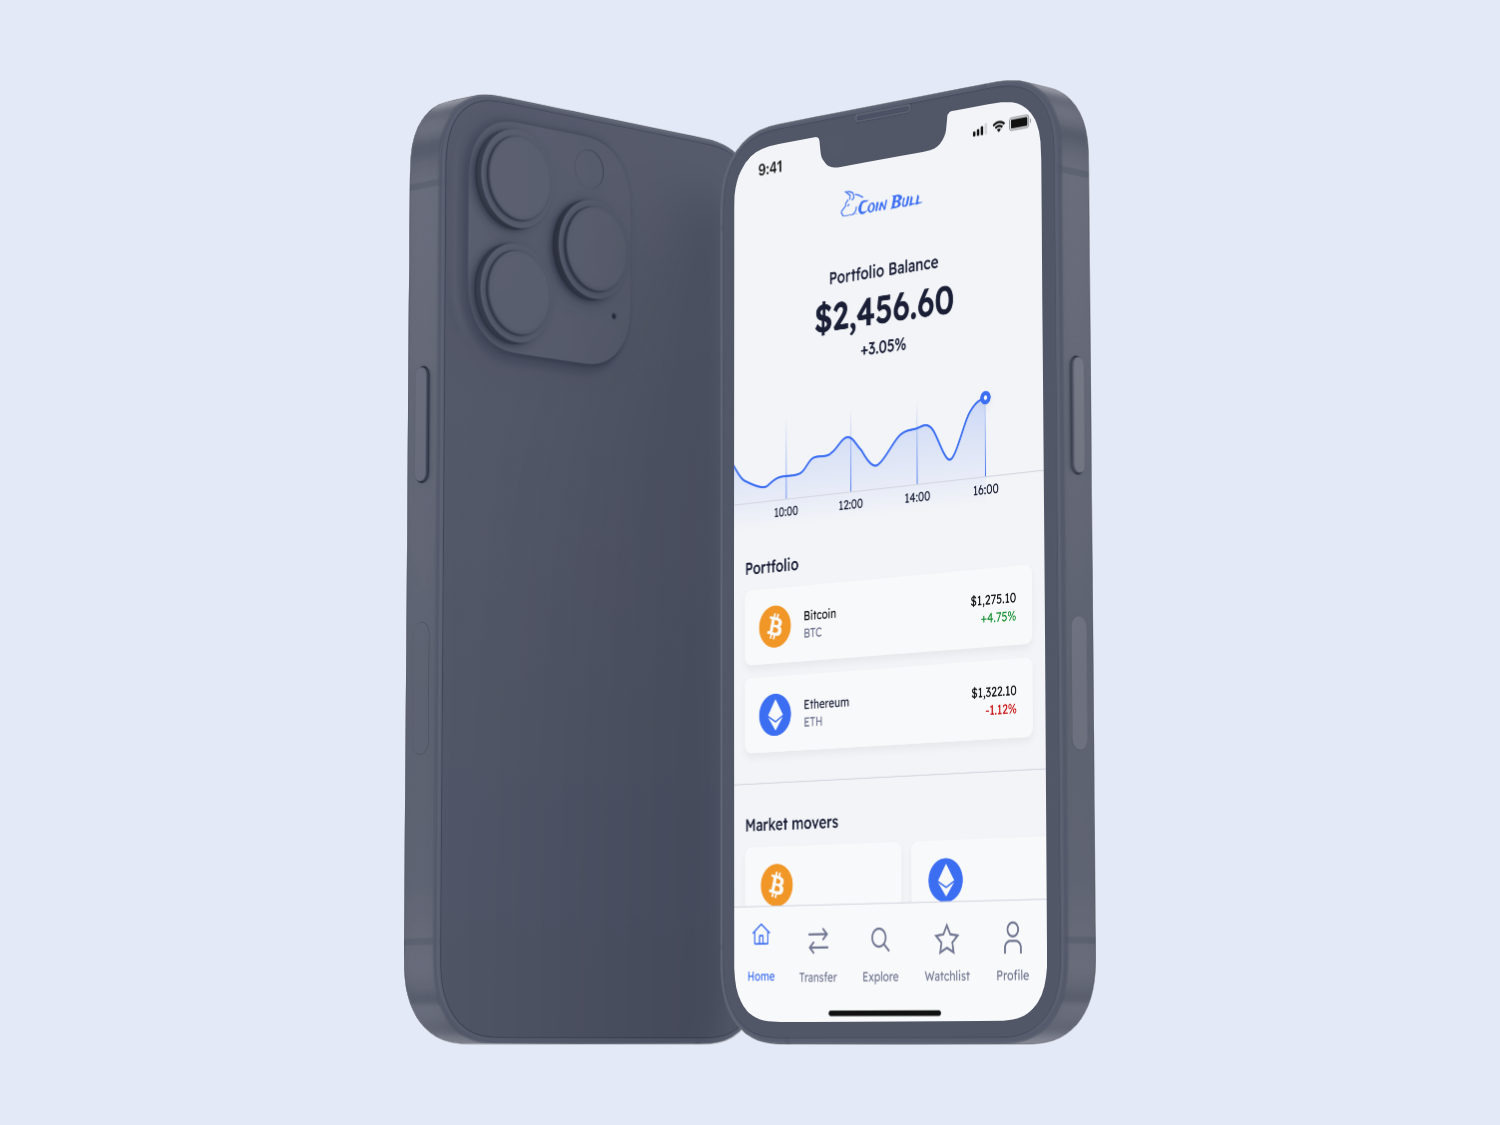 9:41
COIN BULL
Portfolio Balance
$2,456.60
+3.05%
10:00 12:00 14:00 16:00
Portfolio
Bitcoin $1,275.10
BTC +4.75%
Ethereum $1,322.10
ETH -1.12%
Market movers
Home Transfer Explore Watchlist Profile